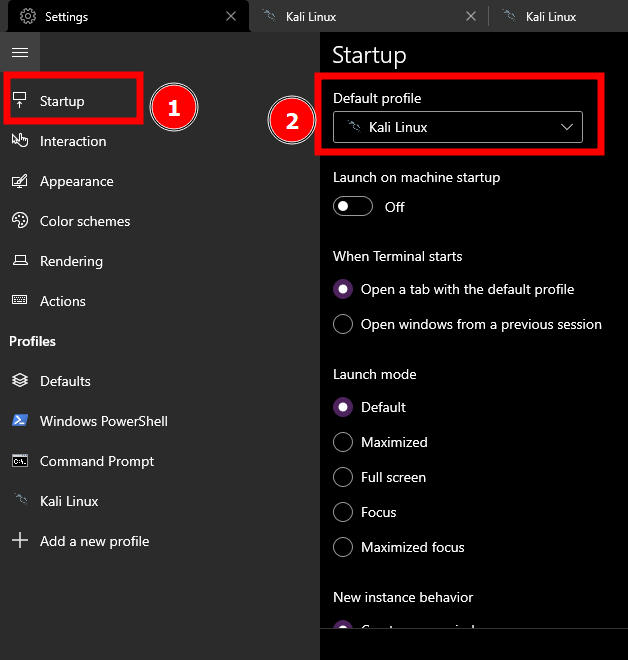 Settings
Kali Linux
Kali Linux
Startup
1
Interaction
Appearance
Color schemes
Rendering
Actions
Profiles
Defaults
Windows PowerShell
Command Prompt
Kali Linux
Add a new profile
Startup
2
Default profile
Kali Linux
Launch on machine startup
Off
When Terminal starts
Open a tab with the default profile
Open windows from a previous session
Launch mode
Default
Maximized
Full screen
Focus
Maximized focus
New instance behavior